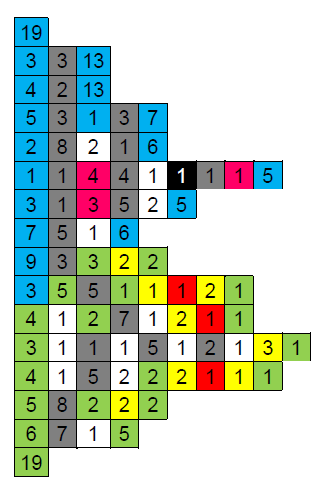 19
3 3 13
4 2 13
5 3 1 3 7
2 8 2 1 6
1 1 4 4 1 1 1 1 5
3 1 3 5 2 5
7 5 1 6
9 3 3 2 2
3 5 5 1 1 1 2 1
4 1 2 7 1 2 1 1
3 1 1 1 5 1 2 1 3 1
4 1 5 2 2 2 1 1 1
5 8 2 2 2
6 7 1 5
19